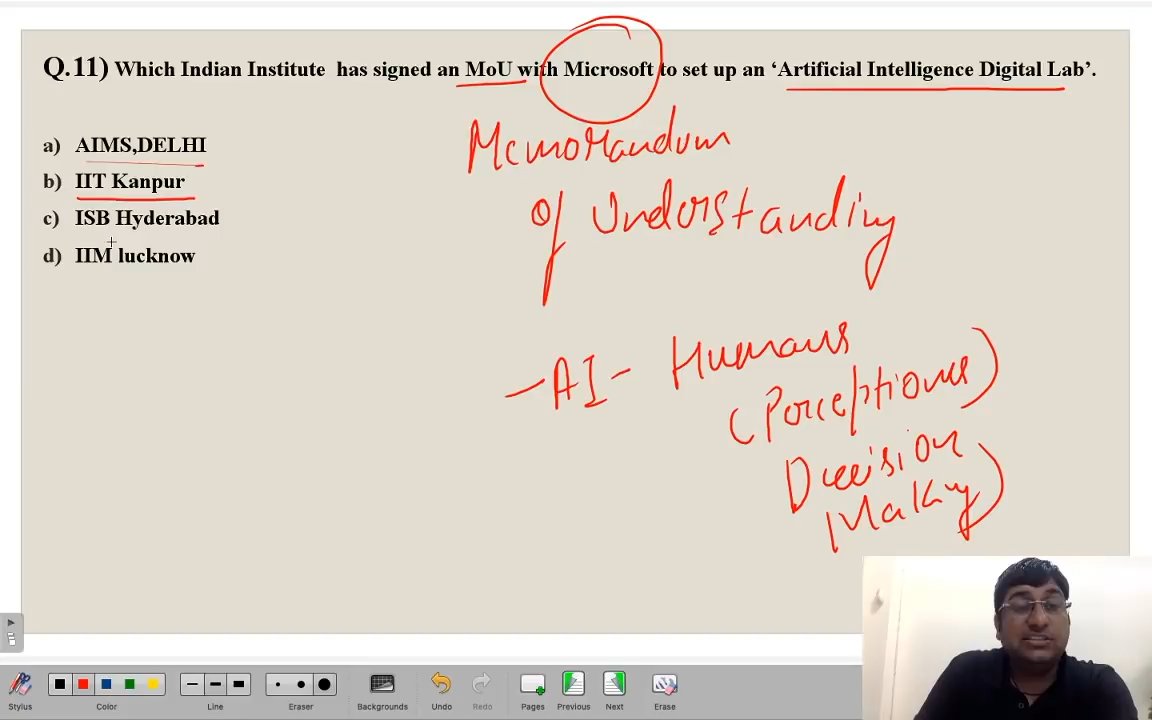 Q.11) Which Indian Institute has signed an MoU with Microsoft to set up an ‘Artificial Intelligence Digital Lab’.
a) AIMS,DELHI
b) IIT Kanpur
c) ISB Hyderabad
d) IIM lucknow
Memorandum
of Understanding
- AI - Humans
(Perceptions)
Decision
Making)
Stylus
Color
Line
Eraser
Backgrounds
Undo
Redo
Pages
Previous
Next
Erase